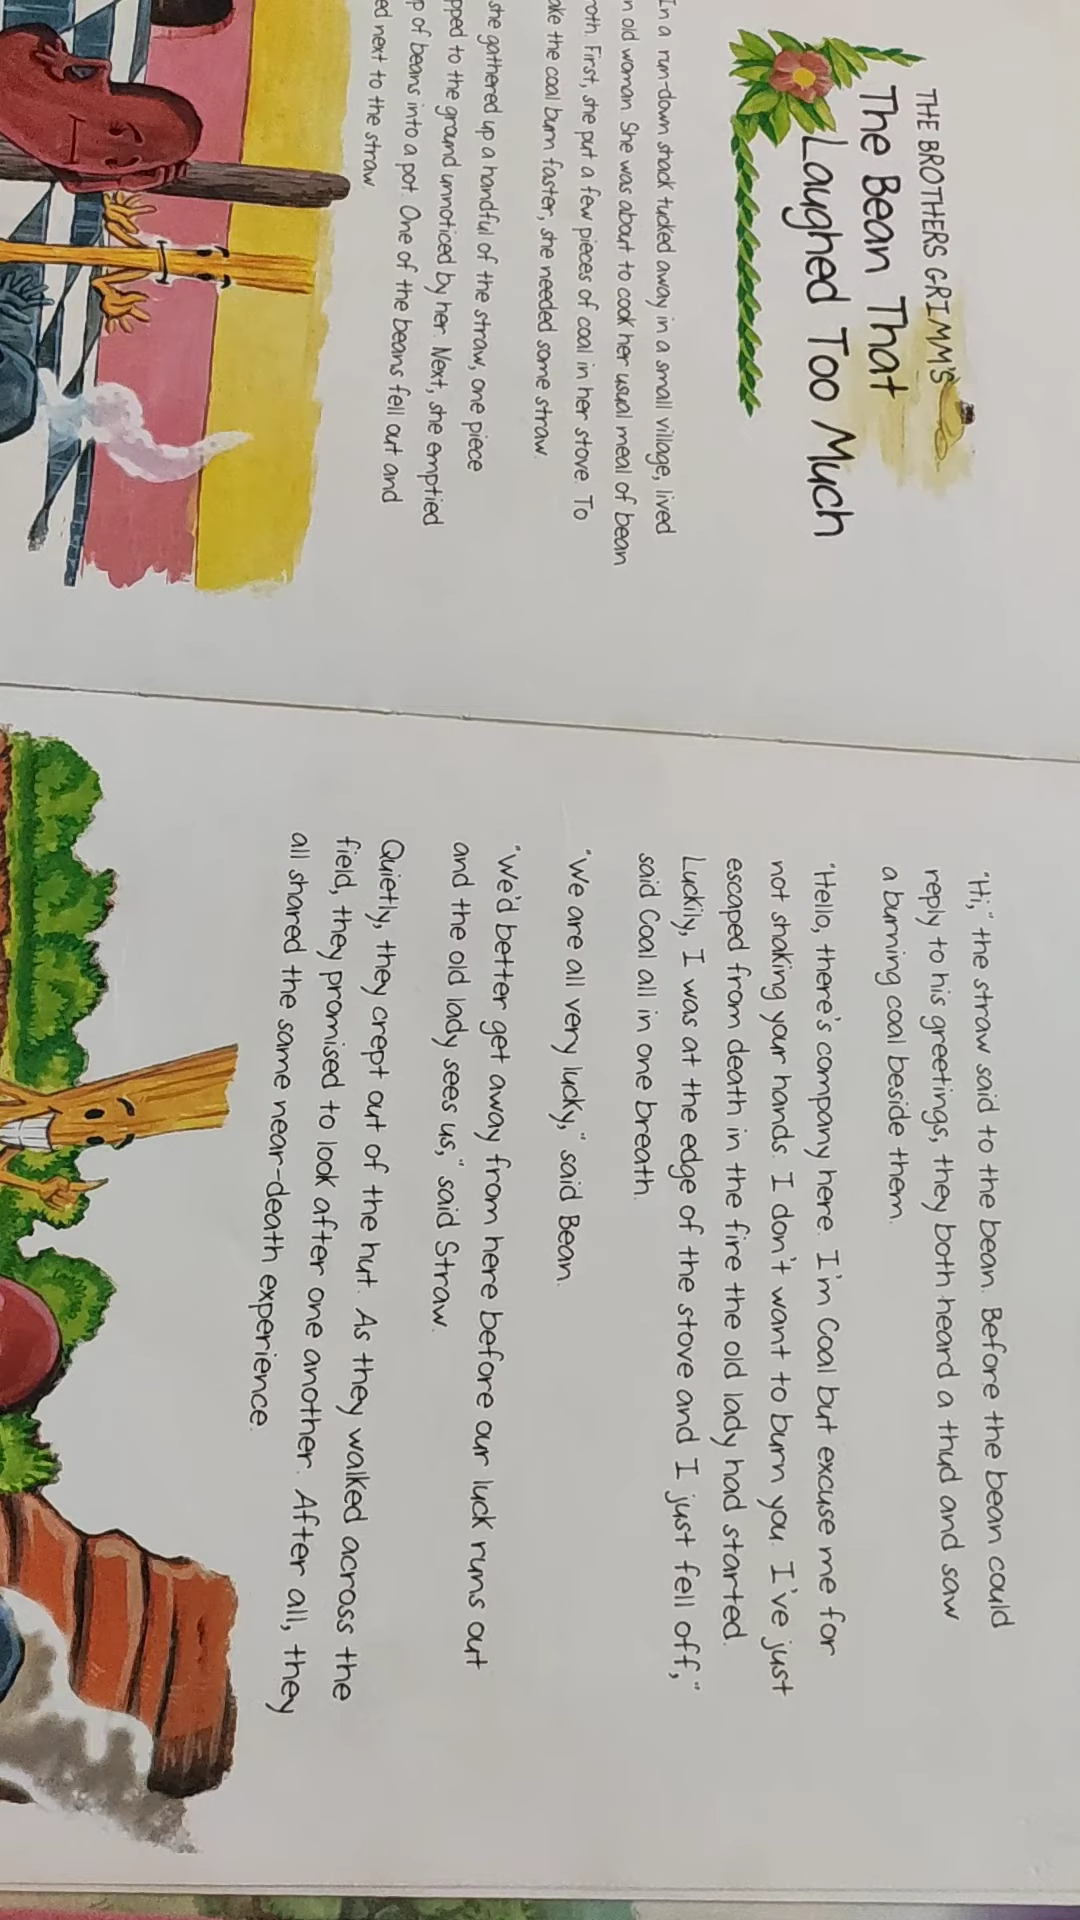 THE BROTHERS GRIMM'S
The Bean That
Laughed Too Much
In a run-down shack tucked away in a small village, lived
old woman. She was about to cook her usual meal of bean
First, she put a few pieces of coal in her stove. To
the coal burn faster, she needed some straw.
she gathered up a handful of the straw, one piece
to the ground unnoticed by her. Next, she emptied
of beans into a pot. One of the beans fell out and
next to the straw.
"Hi," the straw said to the bean. Before the bean could
reply to his greetings, they both heard a thud and saw
a burning coal beside them.
"Hello, there's company here. I'm Coal but excuse me for
not shaking your hands. I don't want to burn you. I've just
escaped from death in the fire the old lady had started.
Luckily, I was at the edge of the stove and I just fell off,"
said Coal all in one breath.
"We are all very lucky," said Bean.
"We'd better get away from here before our luck runs out
and the old lady sees us," said Straw.
Quietly, they crept out of the hut. As they walked across the
field, they promised to look after one another. After all, they
all shared the same near-death experience.